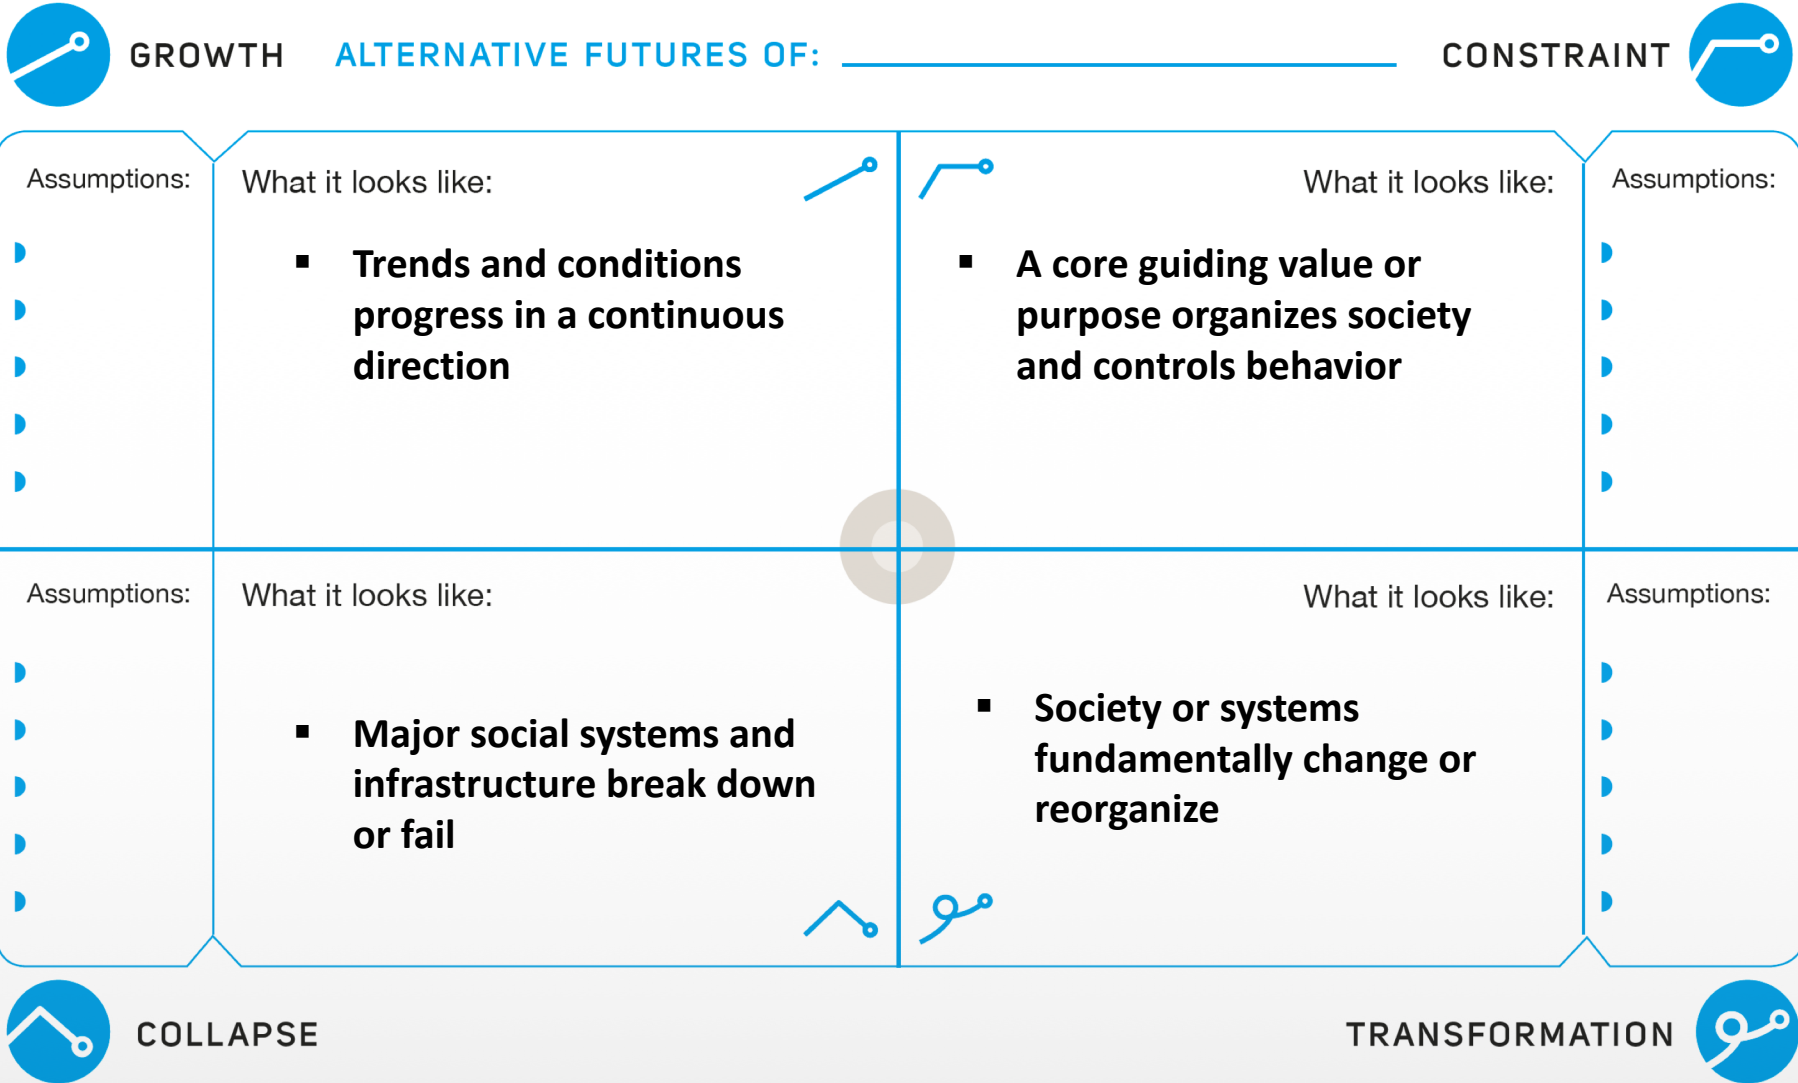 GROWTH
ALTERNATIVE FUTURES OF:
CONSTRAINT
Assumptions:
What it looks like:
▪ Trends and conditions
progress in a continuous
direction
What it looks like:
▪ A core guiding value or
purpose organizes society
and controls behavior
Assumptions:
Assumptions:
What it looks like:
▪ Major social systems and
infrastructure break down
or fail
What it looks like:
▪ Society or systems
fundamentally change or
reorganize
Assumptions:
COLLAPSE
TRANSFORMATION